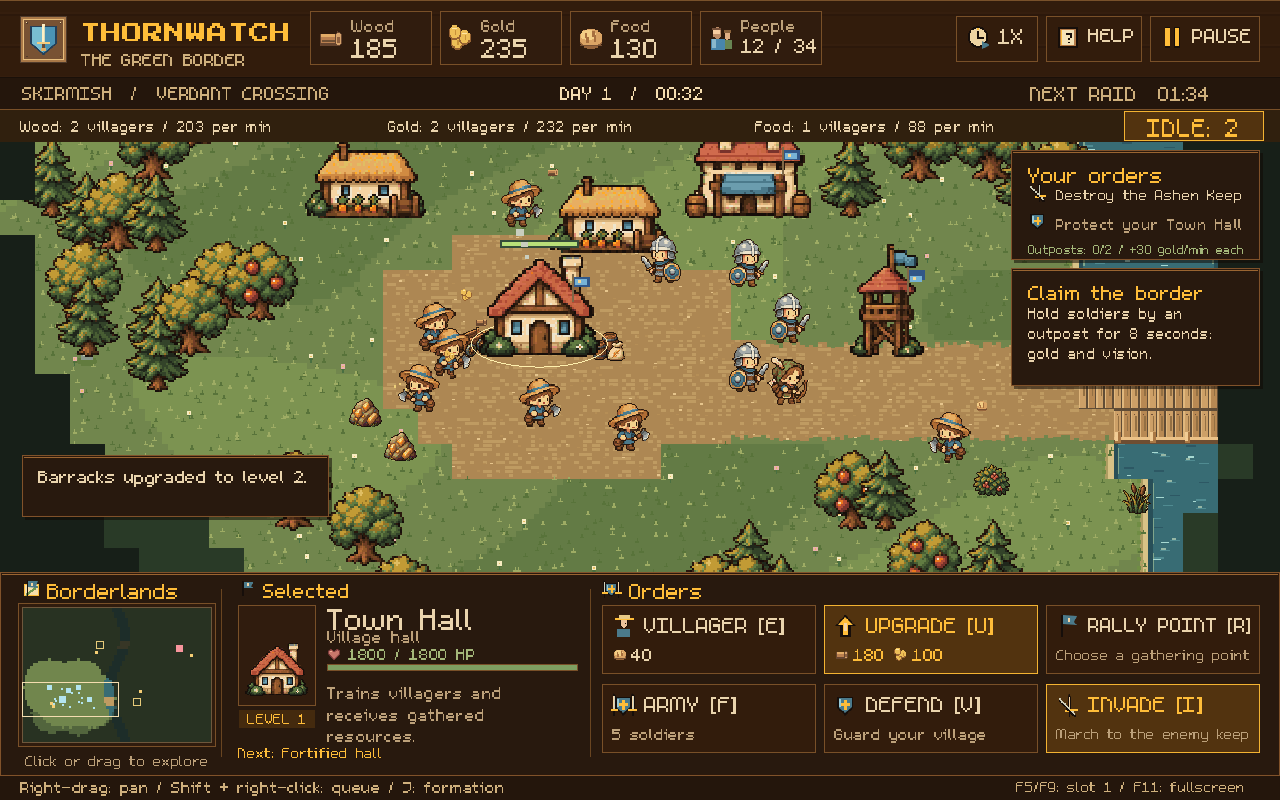 THORNWATCH
THE GREEN BORDER
Wood
185
Gold
235
Food
130
People
12 / 34
1X
HELP
PAUSE
SKIRMISH / VERDANT CROSSING
DAY 1 / 00:32
NEXT RAID 01:34
Wood: 2 villagers / 203 per min
Gold: 2 villagers / 232 per min
Food: 1 villagers / 88 per min
IDLE: 2
Your orders
Destroy the Ashen Keep
Protect your Town Hall
Outposts: 0/2 / +30 gold/min each
Claim the border
Hold soldiers by an
outpost for 8 seconds:
gold and vision.
Barracks upgraded to level 2.
Borderlands
Click or drag to explore
Selected
Town Hall
Village hall
1800 / 1800 HP
Trains villagers and
receives gathered
resources.
LEVEL 1
Next: Fortified hall
Orders
VILLAGER [E]
40
UPGRADE [U]
180 100
RALLY POINT [R]
Choose a gathering point
ARMY [F]
5 soldiers
DEFEND [V]
Guard your village
INVADE [I]
March to the enemy keep
Right-drag: pan / Shift + right-click: queue / J: formation
F5/F9: slot 1 / F11: fullscreen